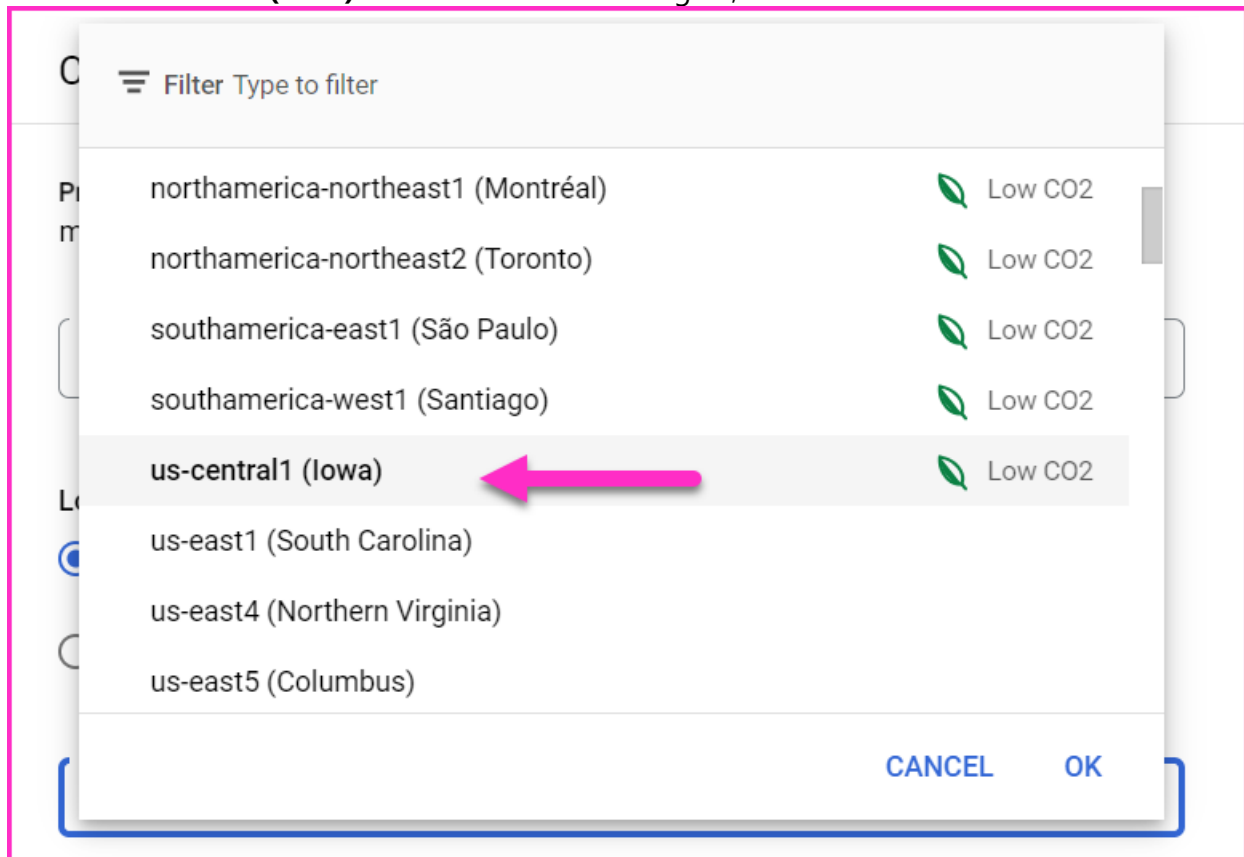 C
Filter Type to filter
Pr
northamerica-northeast1 (Montréal) Low CO2
m
northamerica-northeast2 (Toronto) Low CO2
southamerica-east1 (São Paulo) Low CO2
southamerica-west1 (Santiago) Low CO2
us-central1 (Iowa) Low CO2
Lo
us-east1 (South Carolina)
us-east4 (Northern Virginia)
us-east5 (Columbus)
CANCEL OK